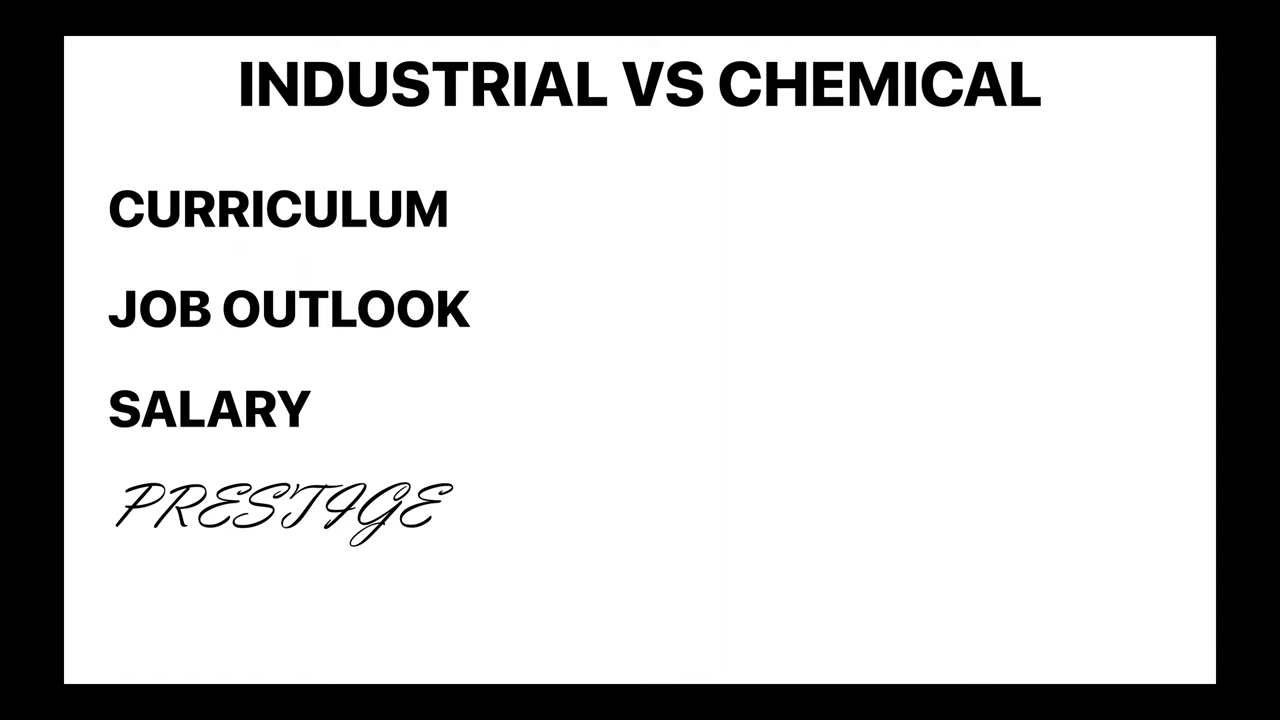 INDUSTRIAL VS CHEMICAL
CURRICULUM
JOB OUTLOOK
SALARY
PRESTIGE